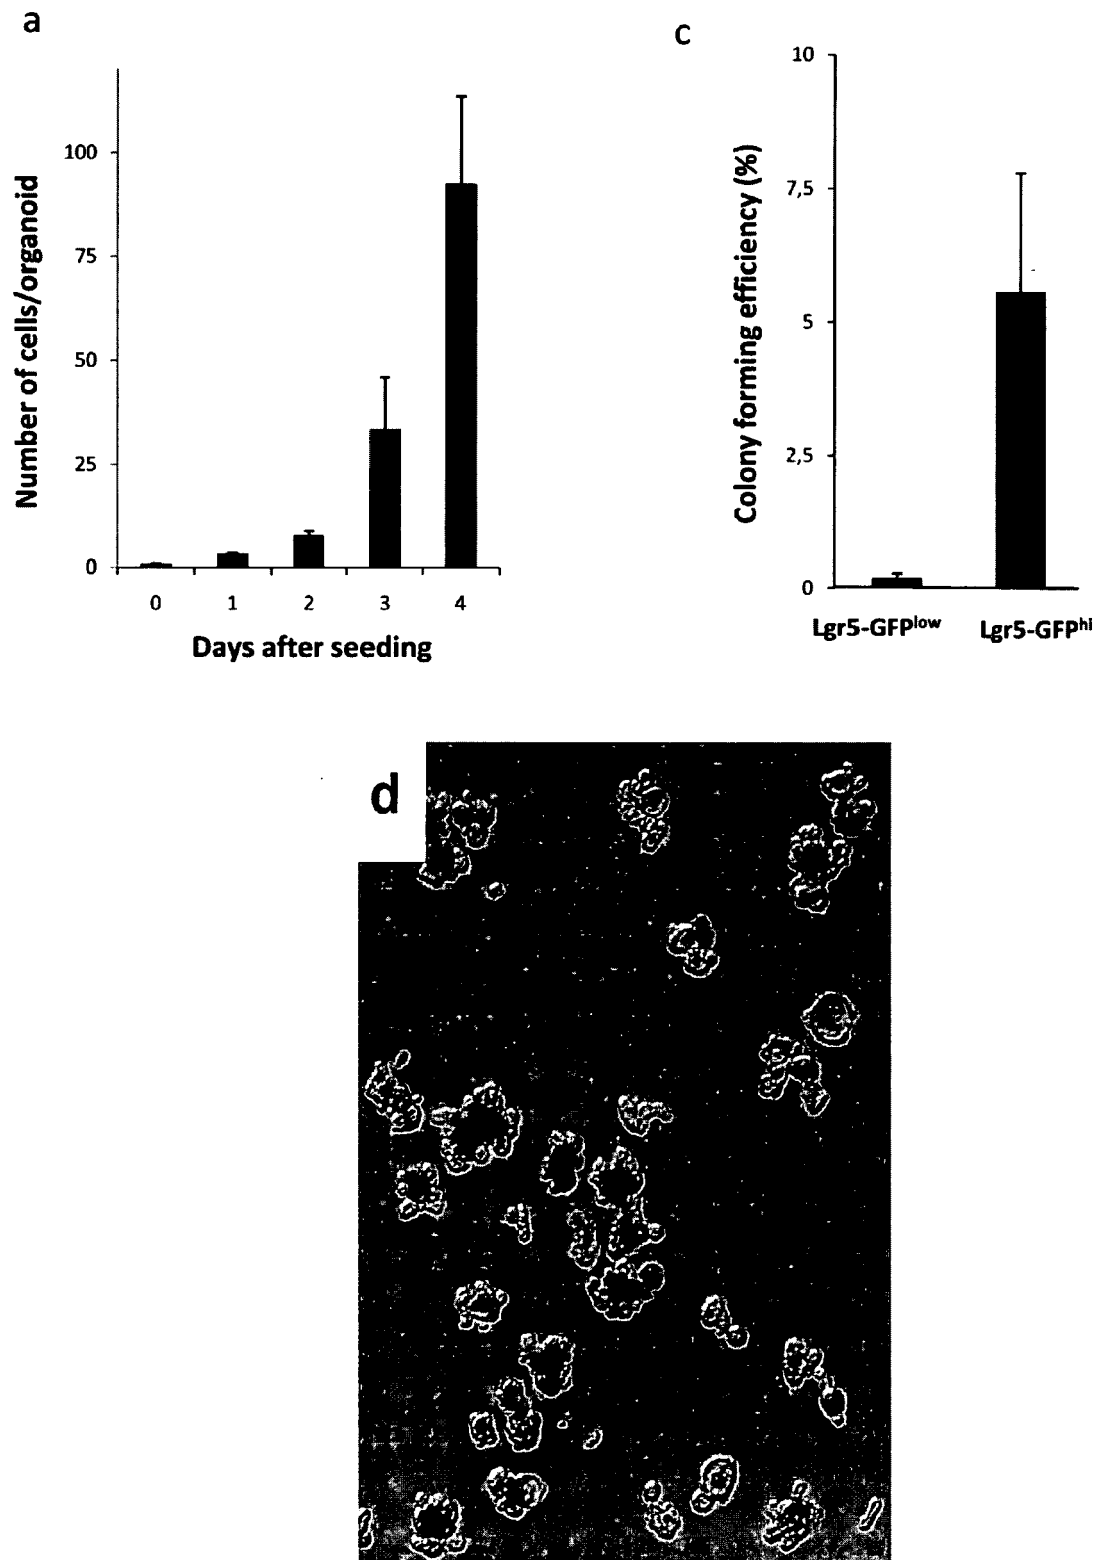 a
Number of cells/organoid
100
75
50
25
0
0 1 2 3 4
Days after seeding
c
Colony forming efficiency (%)
10
7,5
5
2,5
0
Lgr5-GFPlow Lgr5-GFPhi
d